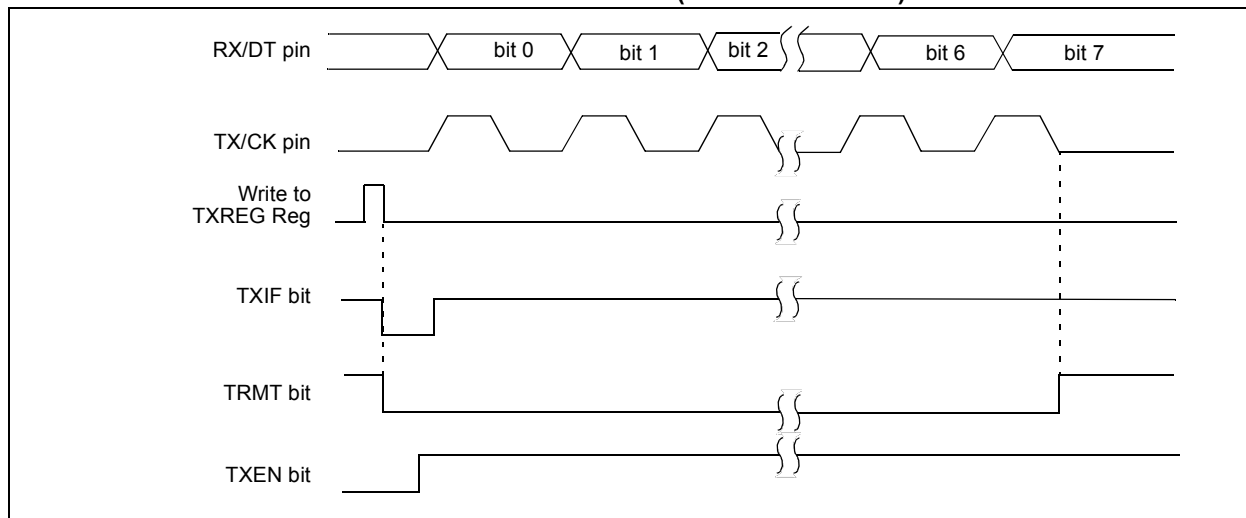 RX/DT pin
bit 0
bit 1
bit 2
bit 6
bit 7
TX/CK pin
Write to
TXREG Reg
TXIF bit
TRMT bit
TXEN bit